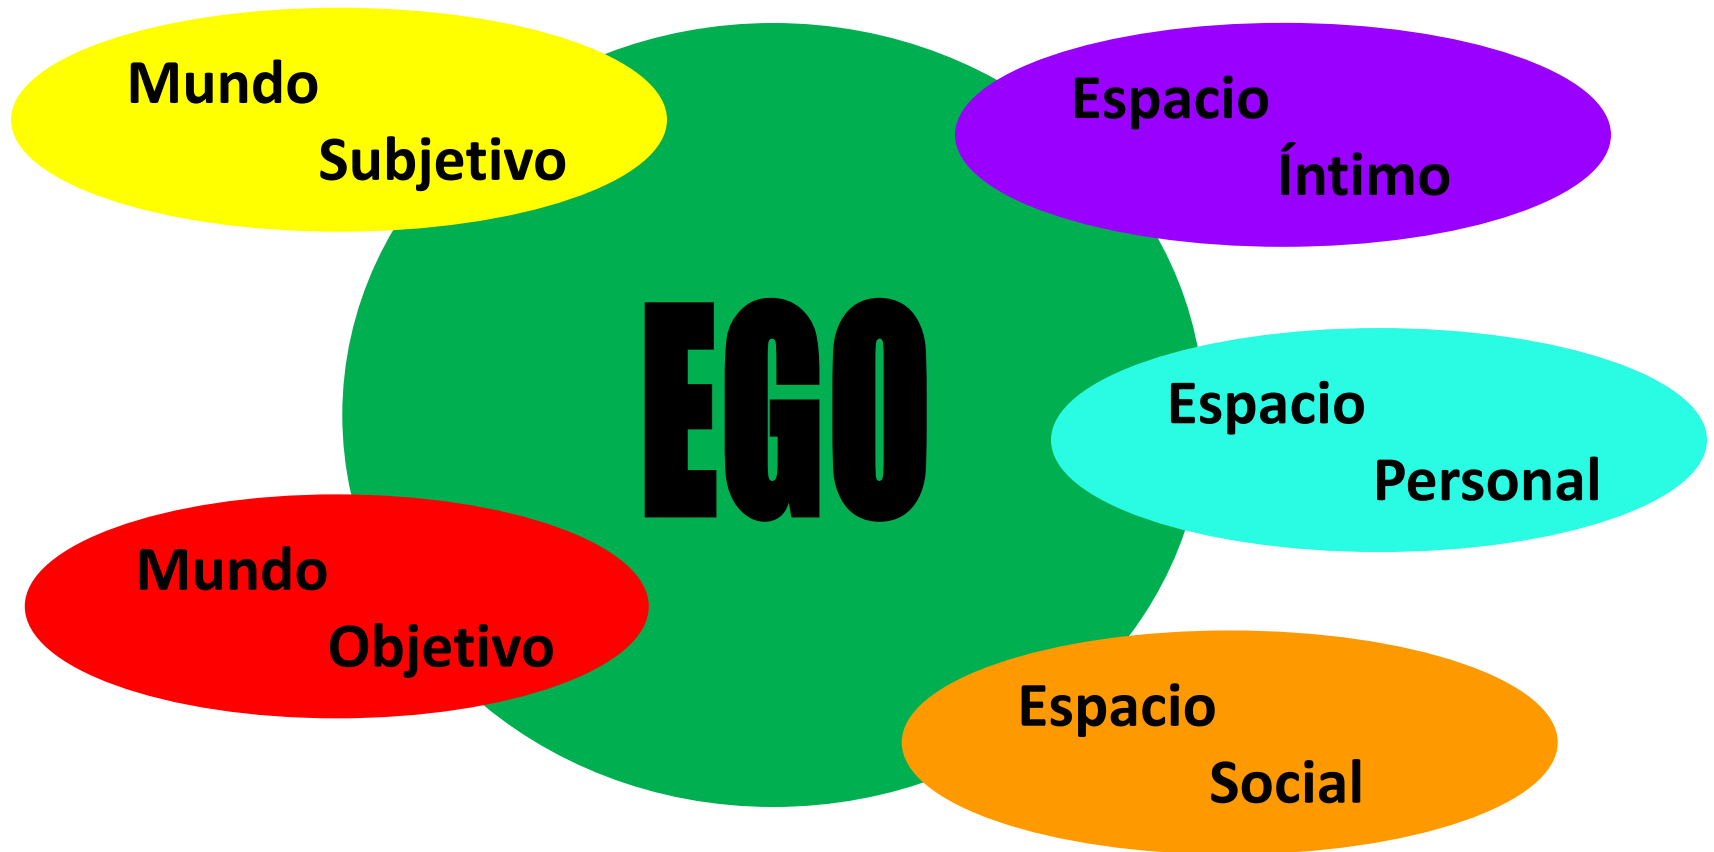 Mundo
Subjetivo
Espacio
Íntimo
EGO
Espacio
Personal
Mundo
Objetivo
Espacio
Social